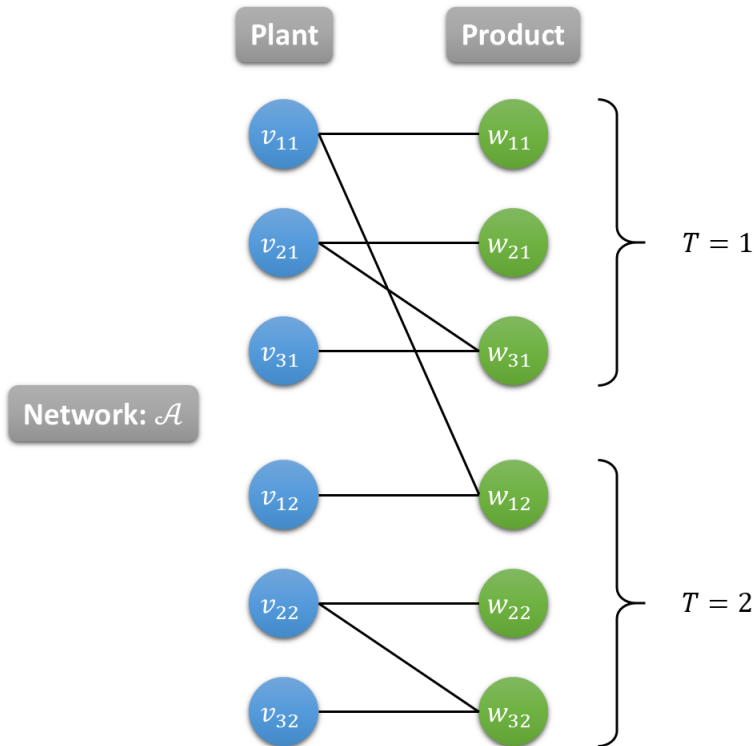 Plant Product
v₁₁ w₁₁
v₂₁ w₂₁
T = 1
v₃₁ w₃₁
Network: 𝒜
v₁₂ w₁₂
v₂₂ w₂₂
T = 2
v₃₂ w₃₂